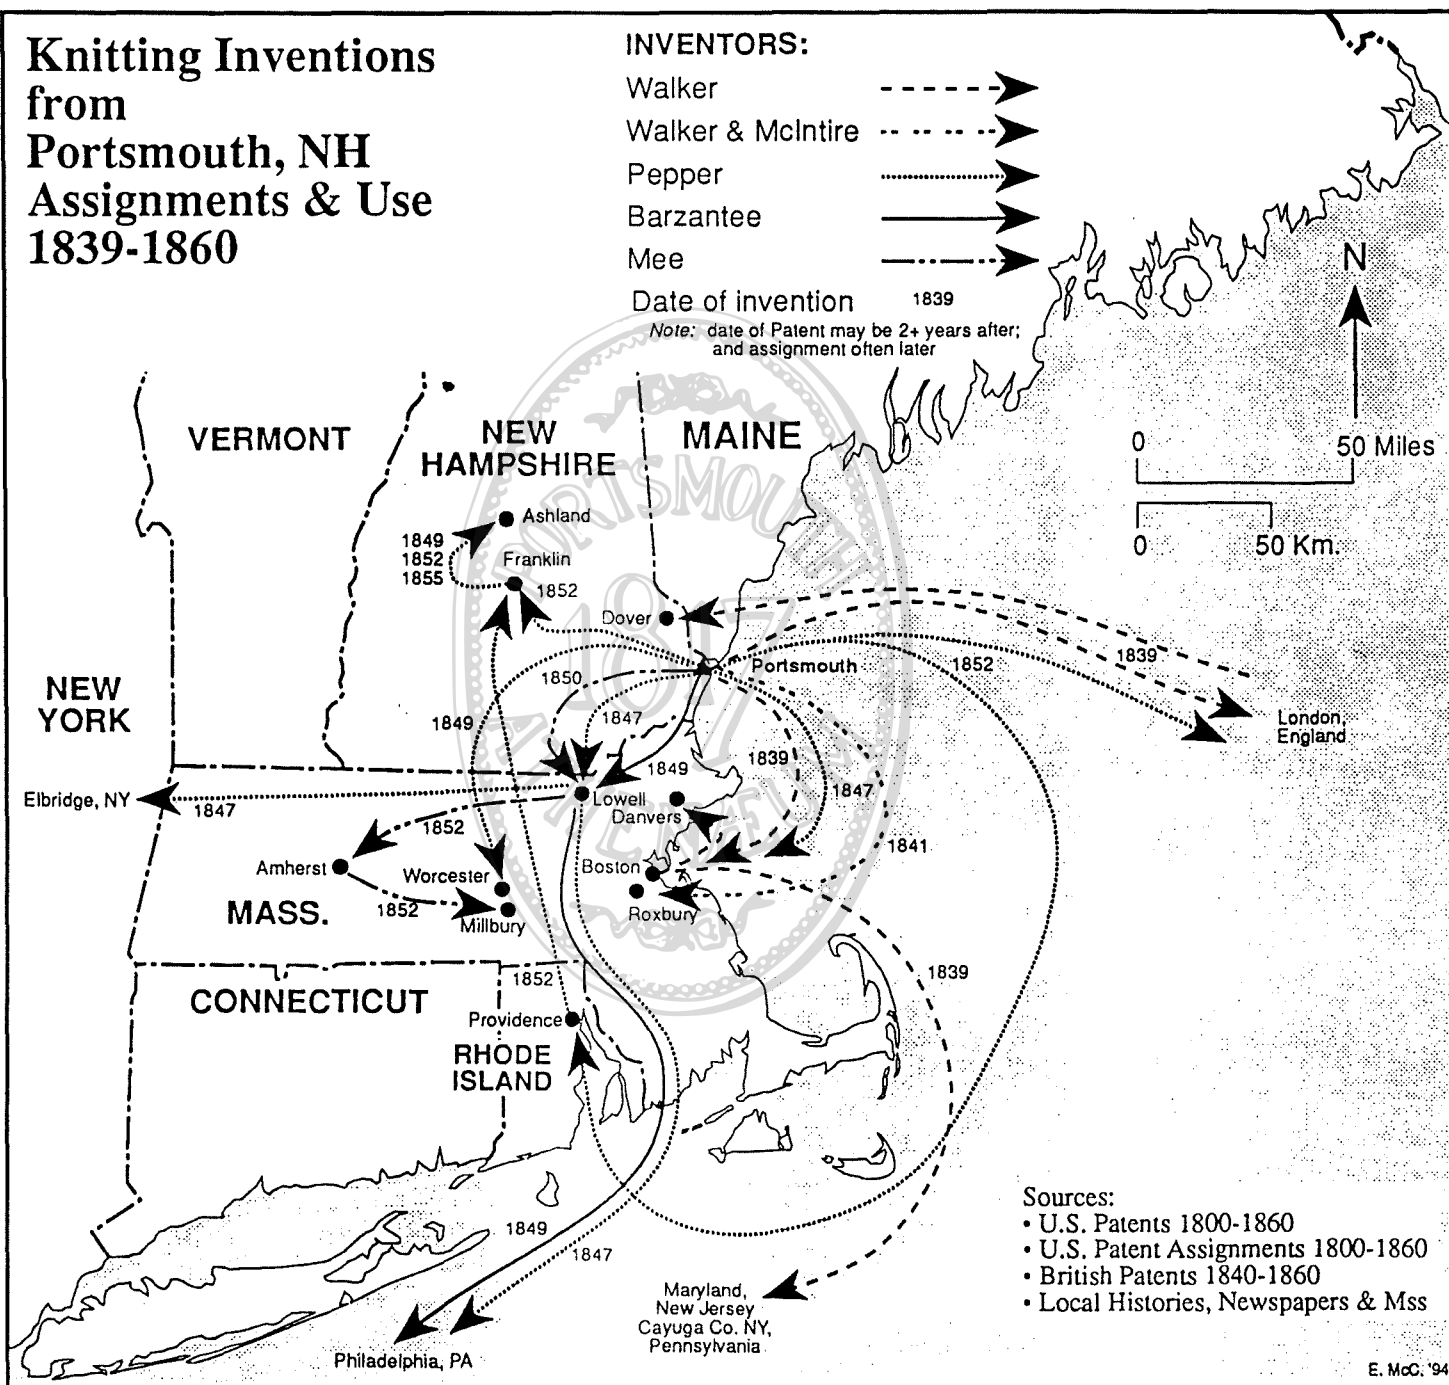 Knitting Inventions
from
Portsmouth, NH
Assignments & Use
1839-1860
INVENTORS:
Walker
Walker & McIntire
Pepper
Barzantee
Mee
Date of invention 1839
Note: date of Patent may be 2+ years after;
and assignment often later
N
0 50 Miles
0 50 Km.
VERMONT
NEW
HAMPSHIRE
MAINE
Ashland
1849
1852
1855
Franklin
1852
Dover
Portsmouth
1850
1852
1839
London,
England
NEW
YORK
1849
1847
1839
1849
1847
Elbridge, NY
1847
Lowell
Danvers
1852
1841
Amherst
Worcester
Boston
1852
MASS.
Millbury
Roxbury
1852
1839
CONNECTICUT
Providence
RHODE
ISLAND
1849
1847
Maryland,
New Jersey
Cayuga Co. NY,
Pennsylvania
Philadelphia, PA
Sources:
• U.S. Patents 1800-1860
• U.S. Patent Assignments 1800-1860
• British Patents 1840-1860
• Local Histories, Newspapers & Mss
E. McC. '94
PORTSMOUTH
1817
ATHENÆUM